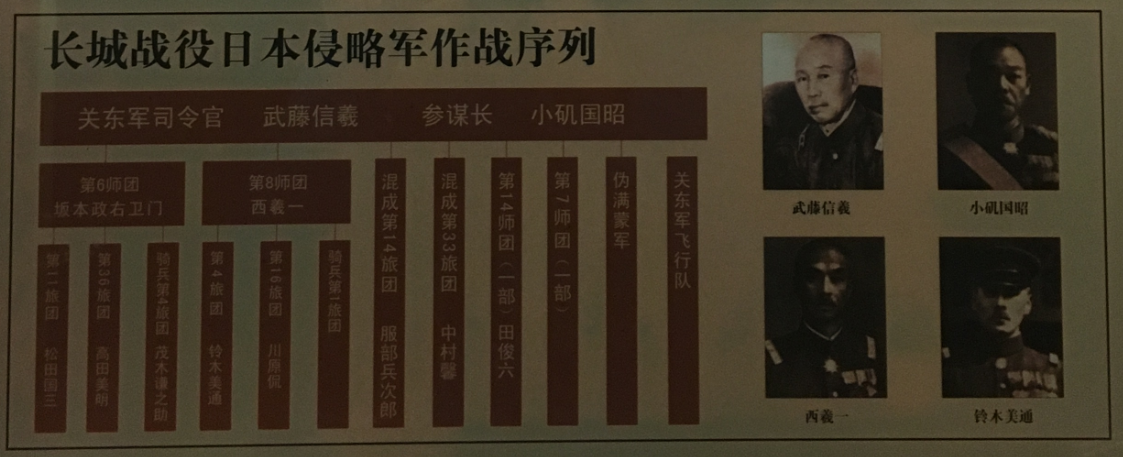 长城战役日本侵略军作战序列
关东军司令官 武藤信羲 参谋长 小矶国昭
第6师团
坂本政右卫门
第8师团
西羲一
第11旅团 松田国三
第36旅团 高田美明
骑兵第4旅团 茂木谦之助
第4旅团 铃木美通
第16旅团 川原侃
骑兵第1旅团
混成第14旅团 服部兵次郎
混成第33旅团 中村馨
第14师团（一部）田俊六
第7师团（一部）
伪满蒙军
关东军飞行队
武藤信羲
小矶国昭
西羲一
铃木美通